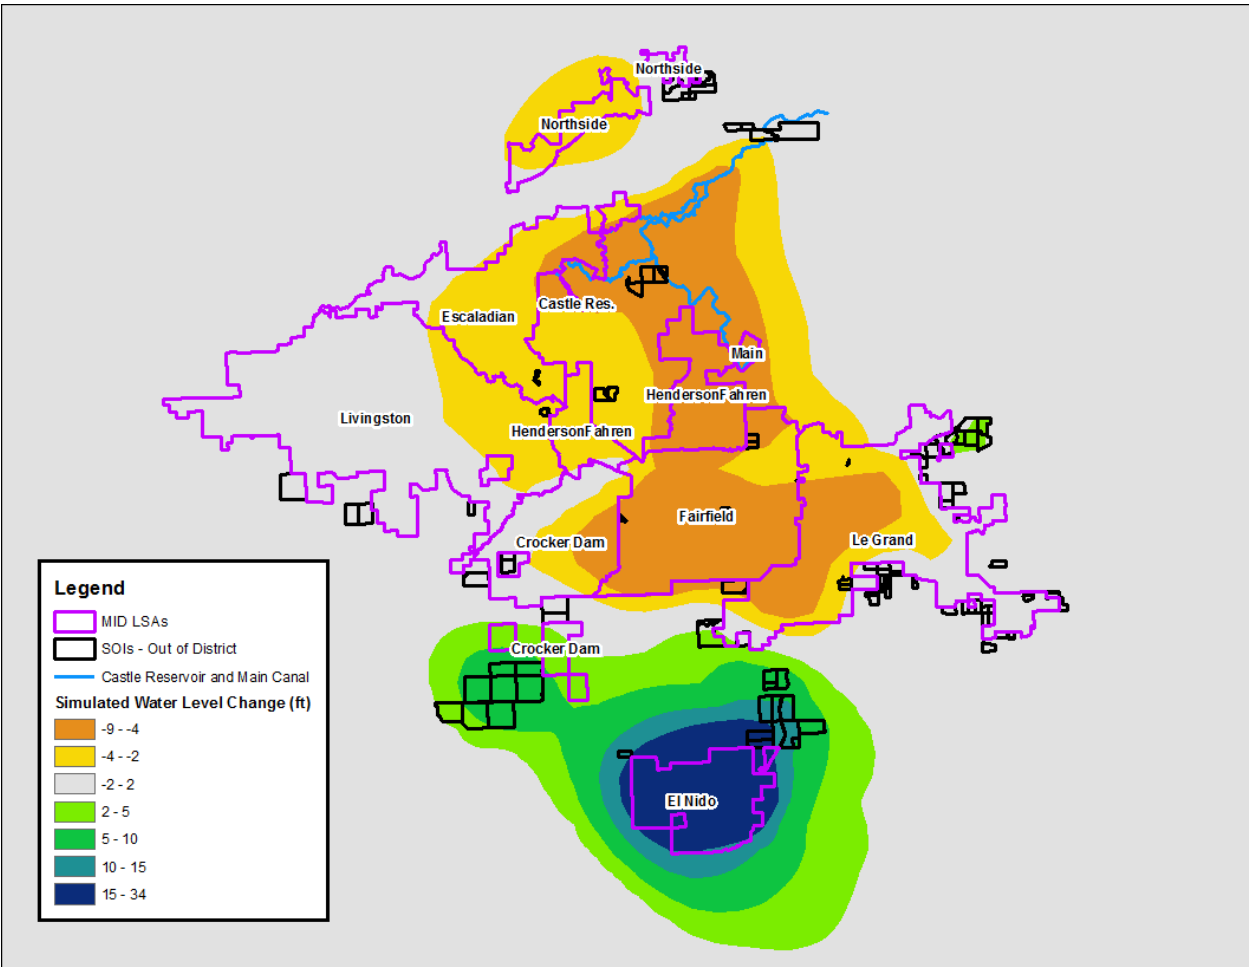 Northside
Northside
Castle Res.
Escaladian
Main
HendersonFahren
Livingston
HendersonFahren
Fairfield
Crocker Dam
Le Grand
Crocker Dam
El Nido
Legend
MID LSAs
SOIs - Out of District
Castle Reservoir and Main Canal
Simulated Water Level Change (ft)
-9 - -4
-4 - -2
-2 - 2
2 - 5
5 - 10
10 - 15
15 - 34